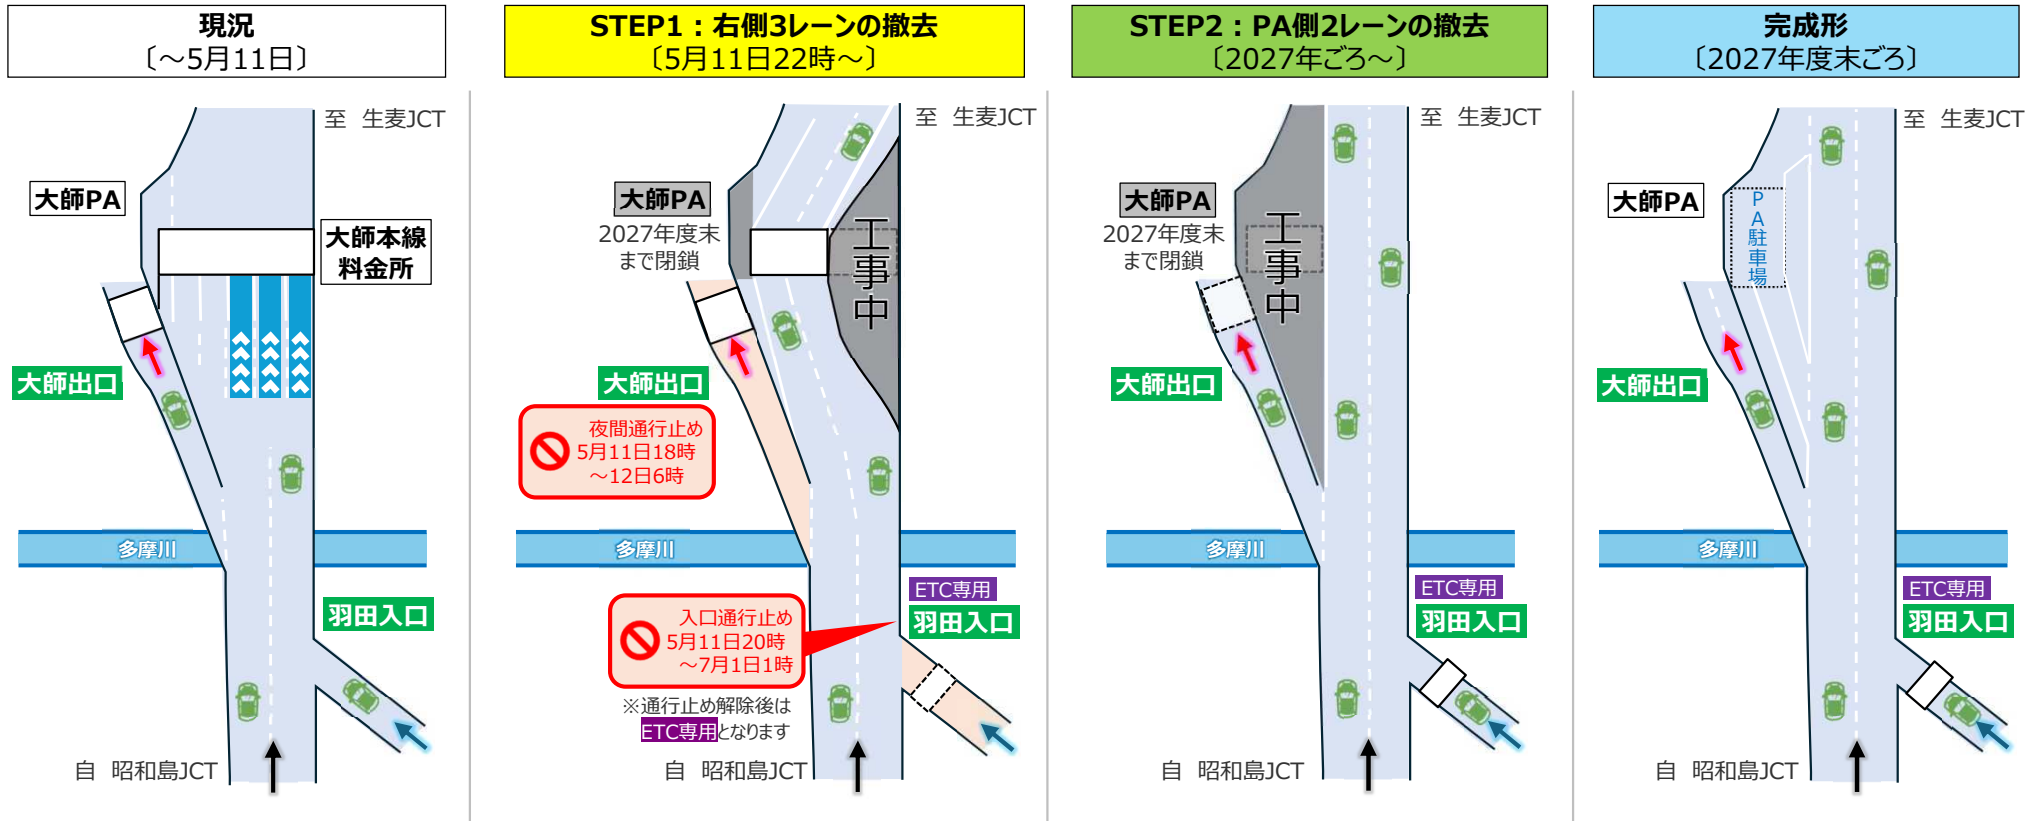 現況
〔～5月11日〕
至 生麦JCT
大師PA
大師本線
料金所
大師出口
多摩川
羽田入口
自 昭和島JCT
STEP1：右側3レーンの撤去
〔5月11日22時～〕
至 生麦JCT
大師PA
2027年度末
まで閉鎖
工事中
大師出口
夜間通行止め
5月11日18時
～12日6時
多摩川
ETC専用
羽田入口
入口通行止め
5月11日20時
～7月1日1時
※通行止め解除後は
ETC専用となります
自 昭和島JCT
STEP2：PA側2レーンの撤去
〔2027年ごろ～〕
至 生麦JCT
大師PA
2027年度末
まで閉鎖
工事中
大師出口
多摩川
ETC専用
羽田入口
自 昭和島JCT
完成形
〔2027年度末ごろ〕
至 生麦JCT
大師PA
PA駐車場
大師出口
多摩川
ETC専用
羽田入口
自 昭和島JCT